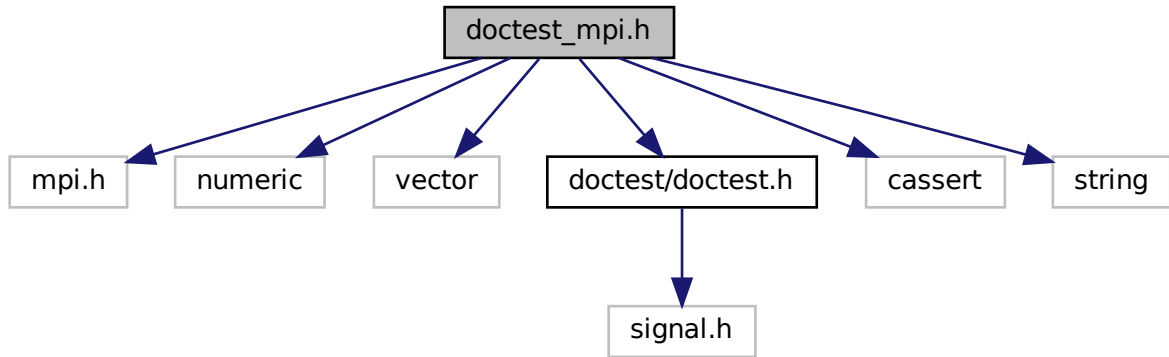 doctest_mpi.h
mpi.h
numeric
vector
doctest/doctest.h
cassert
string
signal.h